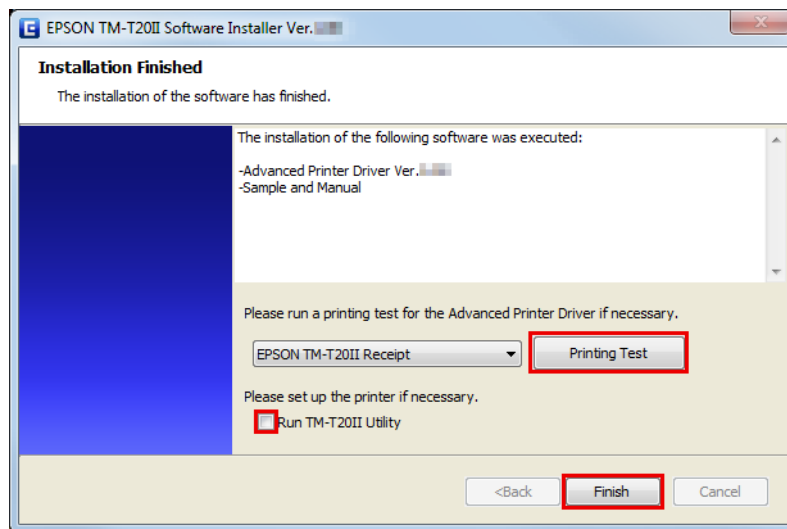 EPSON TM-T20II Software Installer Ver.
Installation Finished
The installation of the software has finished.
The installation of the following software was executed:
-Advanced Printer Driver Ver.
-Sample and Manual
Please run a printing test for the Advanced Printer Driver if necessary.
EPSON TM-T20II Receipt
Printing Test
Please set up the printer if necessary.
Run TM-T20II Utility
<Back
Finish
Cancel